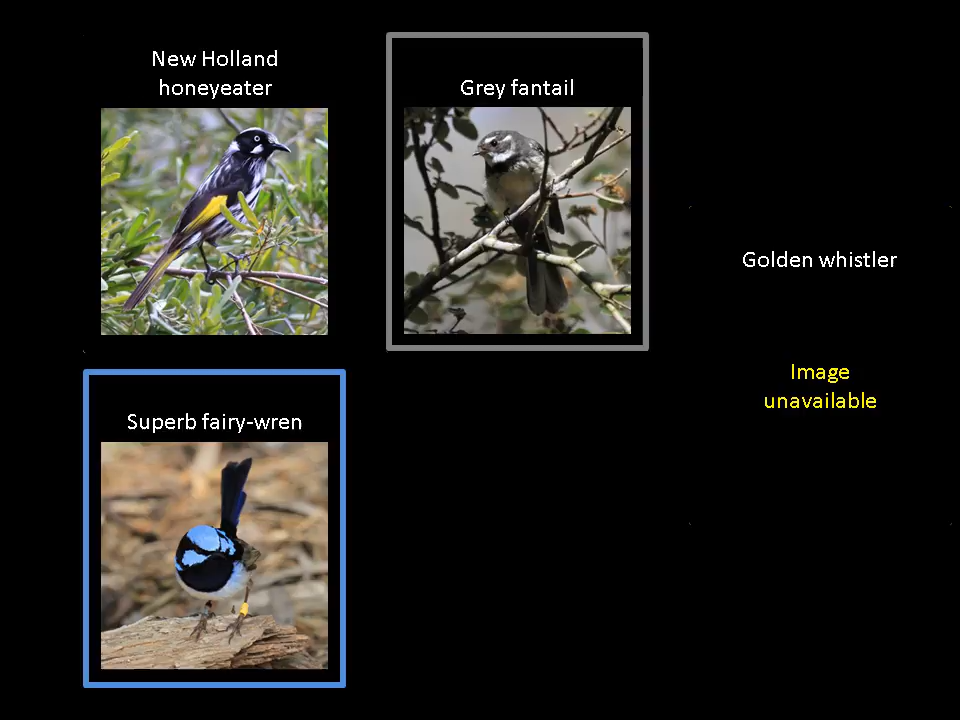 New Holland
honeyeater
Grey fantail
Golden whistler
Image
unavailable
Superb fairy-wren